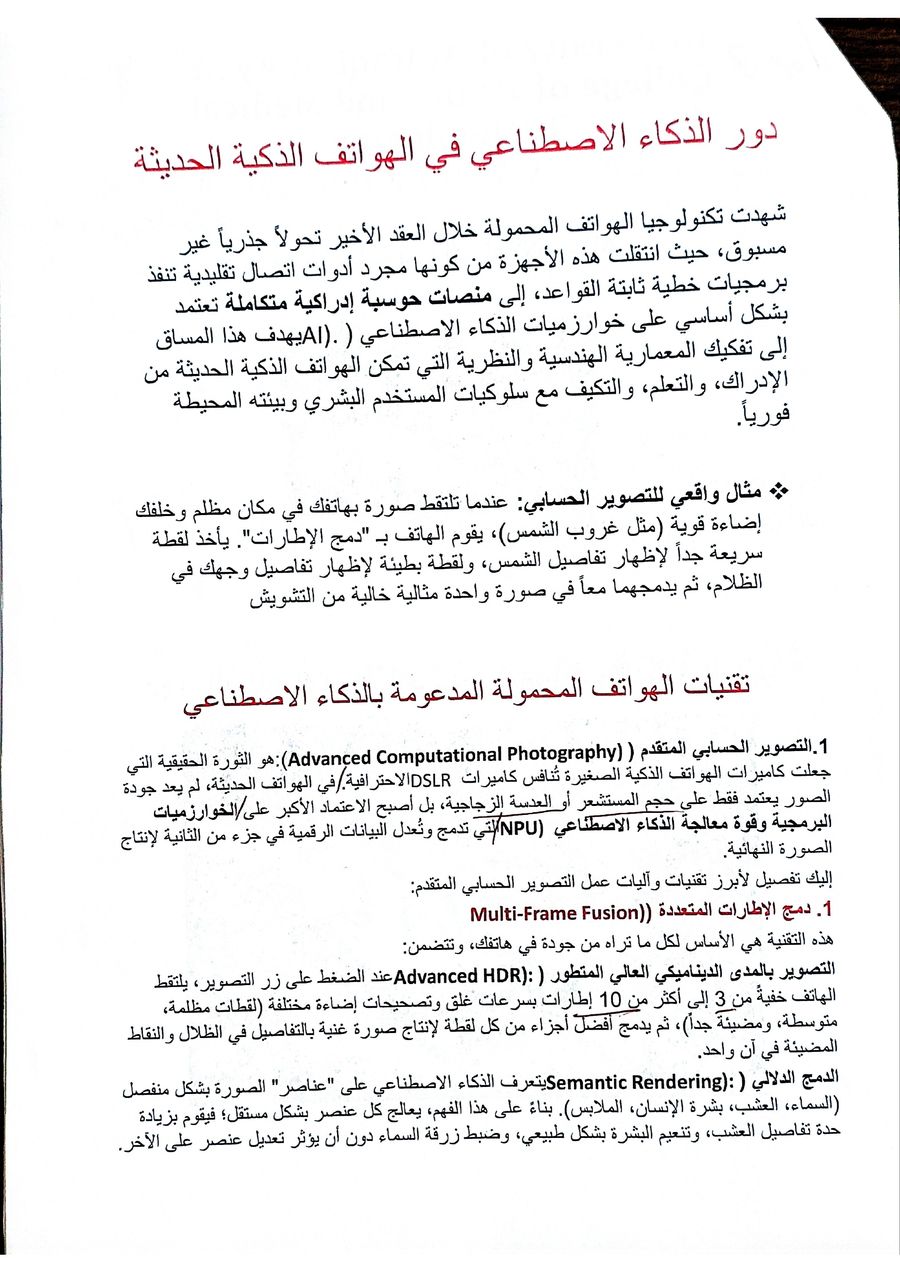 دور الذكاء الاصطناعي في الهواتف الذكية الحديثة
شهدت تكنولوجيا الهواتف المحمولة خلال العقد الأخير تحولاً جذرياً غير
مسبوق، حيث انتقلت هذه الأجهزة من كونها مجرد أدوات اتصال تقليدية تنفذ
برمجيات خطية ثابتة القواعد، إلى منصات حوسبة إدراكية متكاملة تعتمد
بشكل أساسي على خوارزميات الذكاء الاصطناعي ( .(AIيهدف هذا المساق
إلى تفكيك المعمارية الهندسية والنظرية التي تمكن الهواتف الذكية الحديثة من
الإدراك، والتعلم، والتكيف مع سلوكيات المستخدم البشري وبيئته المحيطة
فورياً.
❖ مثال واقعي للتصوير الحسابي: عندما تلتقط صورة بهاتفك في مكان مظلم وخلفك
إضاءة قوية (مثل غروب الشمس)، يقوم الهاتف بـ "دمج الإطارات". يأخذ لقطة
سريعة جداً لإظهار تفاصيل الشمس، ولقطة بطيئة لإظهار تفاصيل وجهك في
الظلام، ثم يدمجهما معاً في صورة واحدة مثالية خالية من التشويش
تقنيات الهواتف المحمولة المدعومة بالذكاء الاصطناعي
1.التصوير الحسابي المتقدم ( (Advanced Computational Photography):هو الثورة الحقيقية التي
جعلت كاميرات الهواتف الذكية الصغيرة تُنافس كاميرات DSLRالاحترافية. في الهواتف الحديثة، لم يعد جودة
الصور يعتمد فقط على حجم المستشعر أو العدسة الزجاجية، بل أصبح الاعتماد الأكبر على الخوارزميات
البرمجية وقوة معالجة الذكاء الاصطناعي (NPU)التي تدمج وتُعدل البيانات الرقمية في جزء من الثانية لإنتاج
الصورة النهائية.
إليك تفصيل لأبرز تقنيات وآليات عمل التصوير الحسابي المتقدم:
1. دمج الإطارات المتعددة ((Multi-Frame Fusion
هذه التقنية هي الأساس لكل ما تراه من جودة في هاتفك، وتتضمن:
التصوير بالمدى الديناميكي العالي المتطور ( :(Advanced HDRعند الضغط على زر التصوير، يلتقط
الهاتف خفيةً من 3 إلى أكثر من 10 إطارات بسرعات غلق وتصحيحات إضاءة مختلفة (لقطات مظلمة،
متوسطة، ومضيئة جداً)، ثم يدمج أفضل أجزاء من كل لقطة لإنتاج صورة غنية بالتفاصيل في الظلال والنقاط
المضيئة في آن واحد.
الدمج الدلالي ( :(Semantic Renderingيتعرف الذكاء الاصطناعي على "عناصر" الصورة بشكل منفصل
(السماء، العشب، بشرة الإنسان، الملابس). بناءً على هذا الفهم، يعالج كل عنصر بشكل مستقل؛ فيقوم بزيادة
حدة تفاصيل العشب، وتنعيم البشرة بشكل طبيعي، وضبط زرقة السماء دون أن يؤثر تعديل عنصر على الآخر.